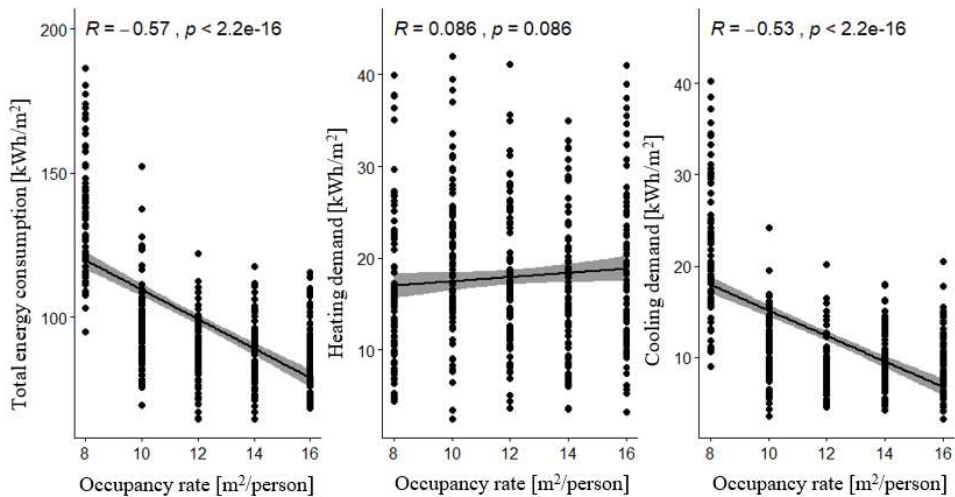 R = −0.57 , p < 2.2e-16
Total energy consumption [kWh/m²]
200
150
100
8 10 12 14 16
Occupancy rate [m²/person]
R = 0.086 , p = 0.086
Heating demand [kWh/m²]
40
30
20
10
8 10 12 14 16
Occupancy rate [m²/person]
R = −0.53 , p < 2.2e-16
Cooling demand [kWh/m²]
40
30
20
10
8 10 12 14 16
Occupancy rate [m²/person]